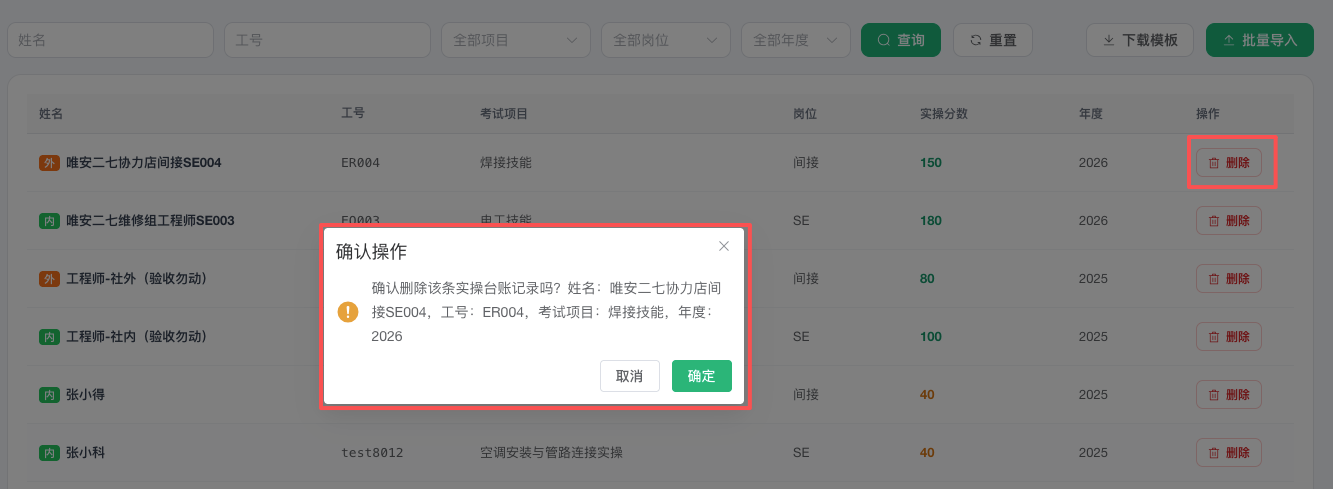 姓名 工号 全部项目 全部岗位 全部年度 查询 重置 下载模板 批量导入
姓名 工号 考试项目 岗位 实操分数 年度 操作
外 唯安二七协力店间接SE004 ER004 焊接技能 间接 150 2026 删除
内 唯安二七维修组工程师SE003 EQ003 电工技能 SE 180 2026 删除
外 工程师-社外（验收勿动） 间接 80 2025 删除
内 工程师-社内（验收勿动） SE 100 2025 删除
内 张小得 间接 40 2025 删除
内 张小科 test8012 空调安装与管路连接实操 SE 40 2025 删除
确认操作
确认删除该条实操台账记录吗？姓名：唯安二七协力店间
接SE004，工号：ER004，考试项目：焊接技能，年度：
2026
取消 确定